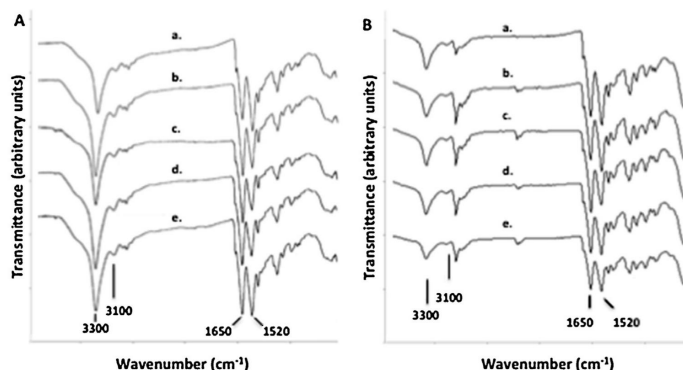 A
a.
b.
c.
d.
e.
3100
3300
1650
1520
Transmittance (arbitrary units)
Wavenumber (cm-1)
B
a.
b.
c.
d.
e.
3100
3300
1650
1520
Transmittance (arbitrary units)
Wavenumber (cm-1)